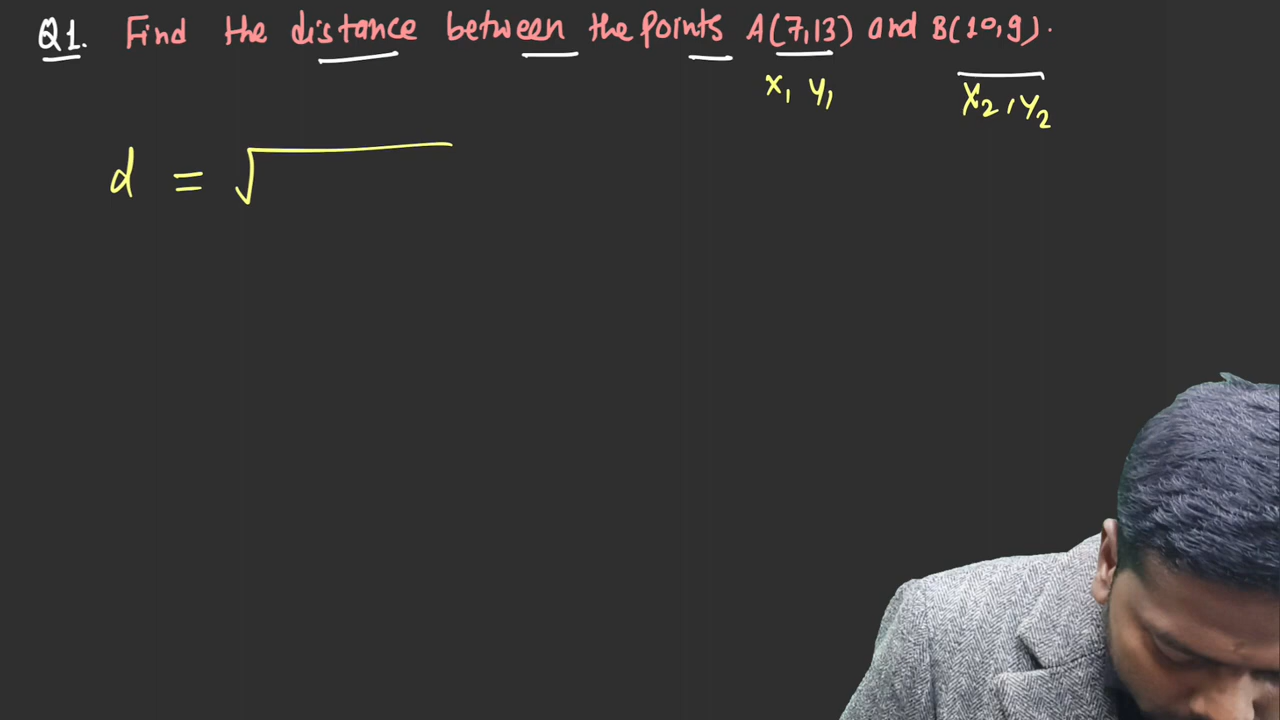 Q1. Find the distance between the points A(7,13) and B(10,9).
x₁ y₁ x₂, y₂
d = √